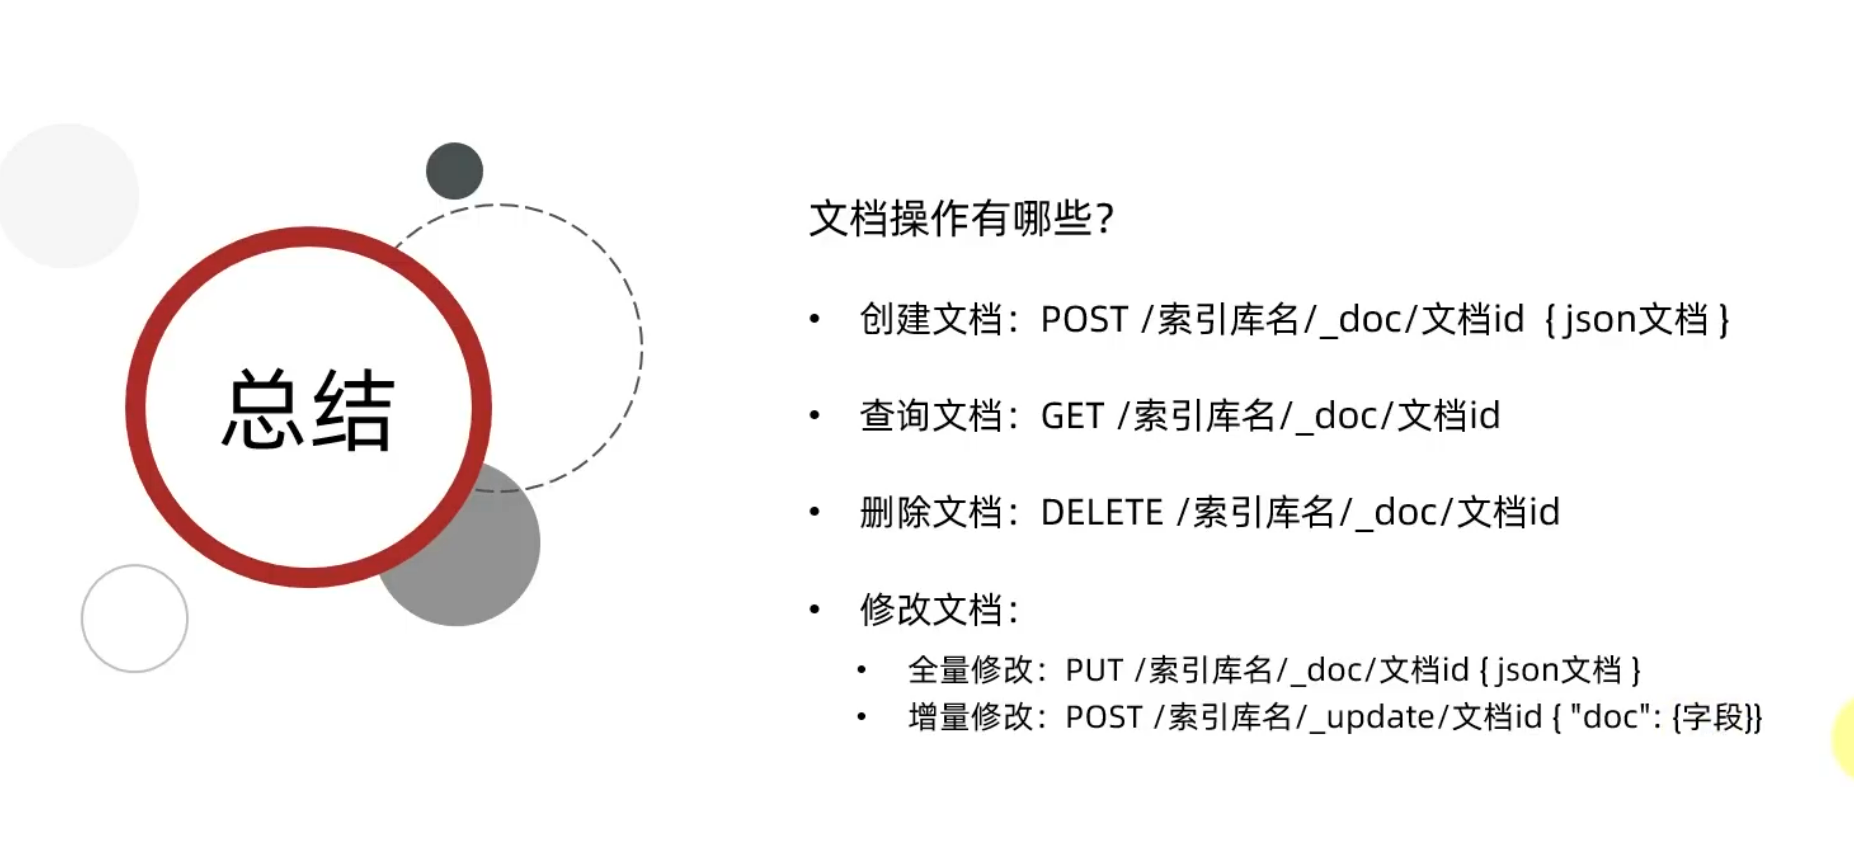 总结
文档操作有哪些？
• 创建文档：POST /索引库名/_doc/文档id { json文档 }
• 查询文档：GET /索引库名/_doc/文档id
• 删除文档：DELETE /索引库名/_doc/文档id
• 修改文档：
• 全量修改：PUT /索引库名/_doc/文档id { json文档 }
• 增量修改：POST /索引库名/_update/文档id { "doc": {字段}}